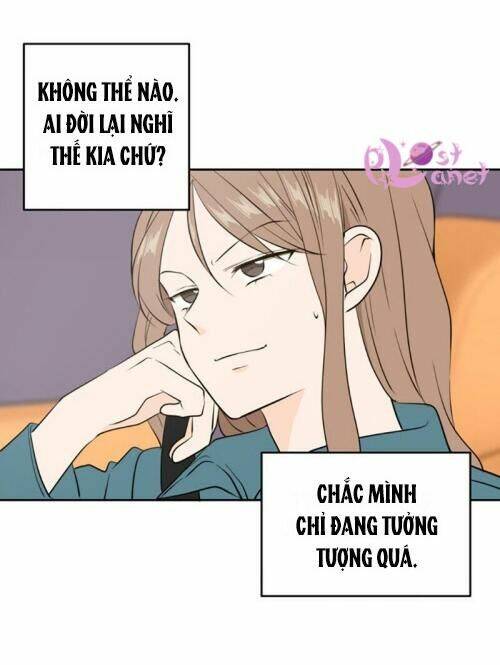 KHÔNG THỂ NÀO.
AI ĐỜI LẠI NGHĨ
THẾ KIA CHỨ?
Lost
Planet
CHẮC MÌNH
CHỈ ĐANG TƯỞNG
TƯỢNG QUÁ.